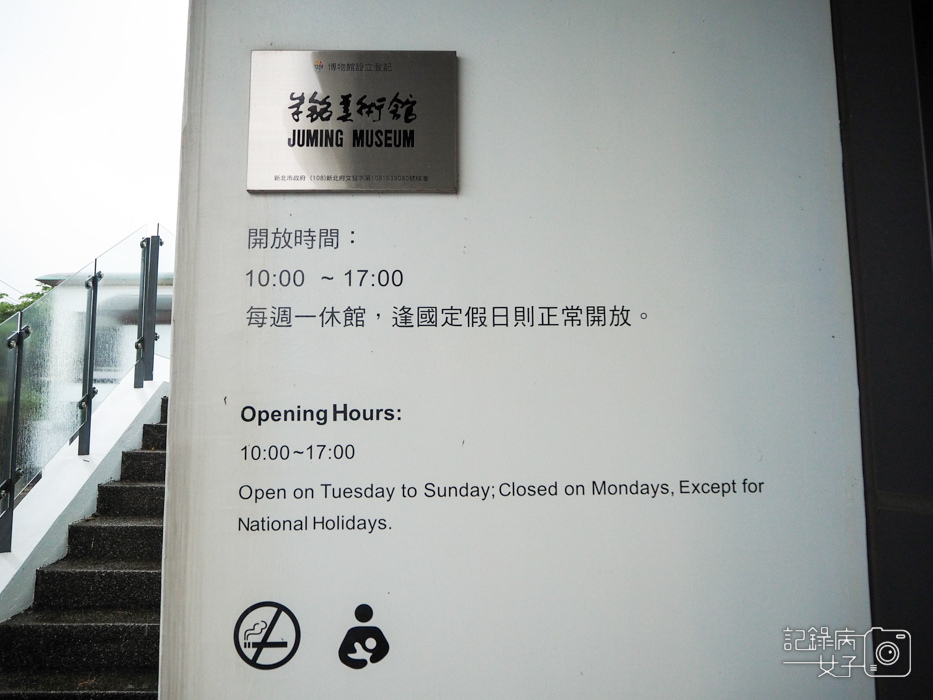 博物館設立登記
朱銘美術館
JUMING MUSEUM
開放時間：
10:00 ~ 17:00
每週一休館，逢國定假日則正常開放。
Opening Hours:
10:00~17:00
Open on Tuesday to Sunday; Closed on Mondays, Except for
National Holidays.
記錄病
女子